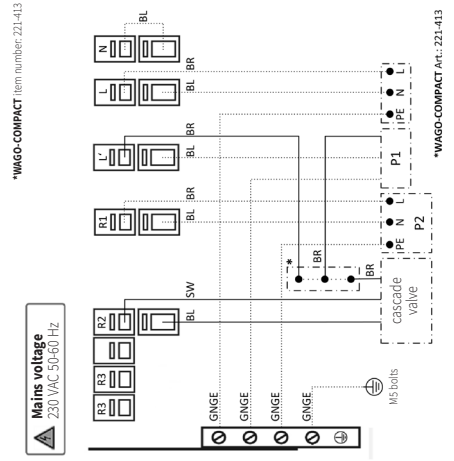 Mains voltage
230 VAC 50-60 Hz
*WAGO-COMPACT item number: 221-413
R3
R3
R2
R1
L'
L
N
BL
SW
BL
BR
BL
BR
BL
BR
BL
GNGE
GNGE
GNGE
GNGE
M5 bolts
*
BR
BR
cascade
valve
PE
N
L
P2
P1
PE
N
L
*WAGO-COMPACT Art.: 221-413